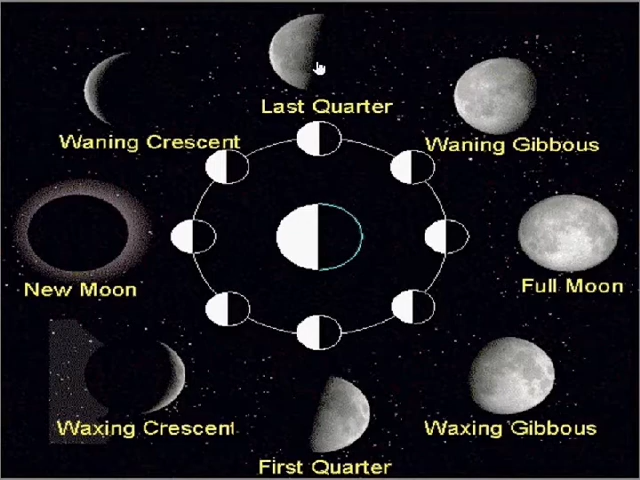 Last Quarter
Waning Crescent
Waning Gibbous
New Moon
Full Moon
Waxing Crescent
Waxing Gibbous
First Quarter